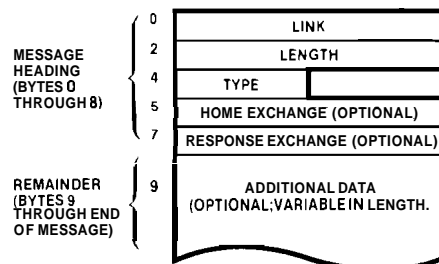 0 LINK
MESSAGE
HEADING
(BYTES 0
THROUGH 8)
2 LENGTH
4 TYPE
5 HOME EXCHANGE (OPTIONAL)
7 RESPONSE EXCHANGE (OPTIONAL)
REMAINDER
(BYTES 9
THROUGH END
OF MESSAGE)
9 ADDITIONAL DATA
(OPTIONAL;VARIABLE IN LENGTH.